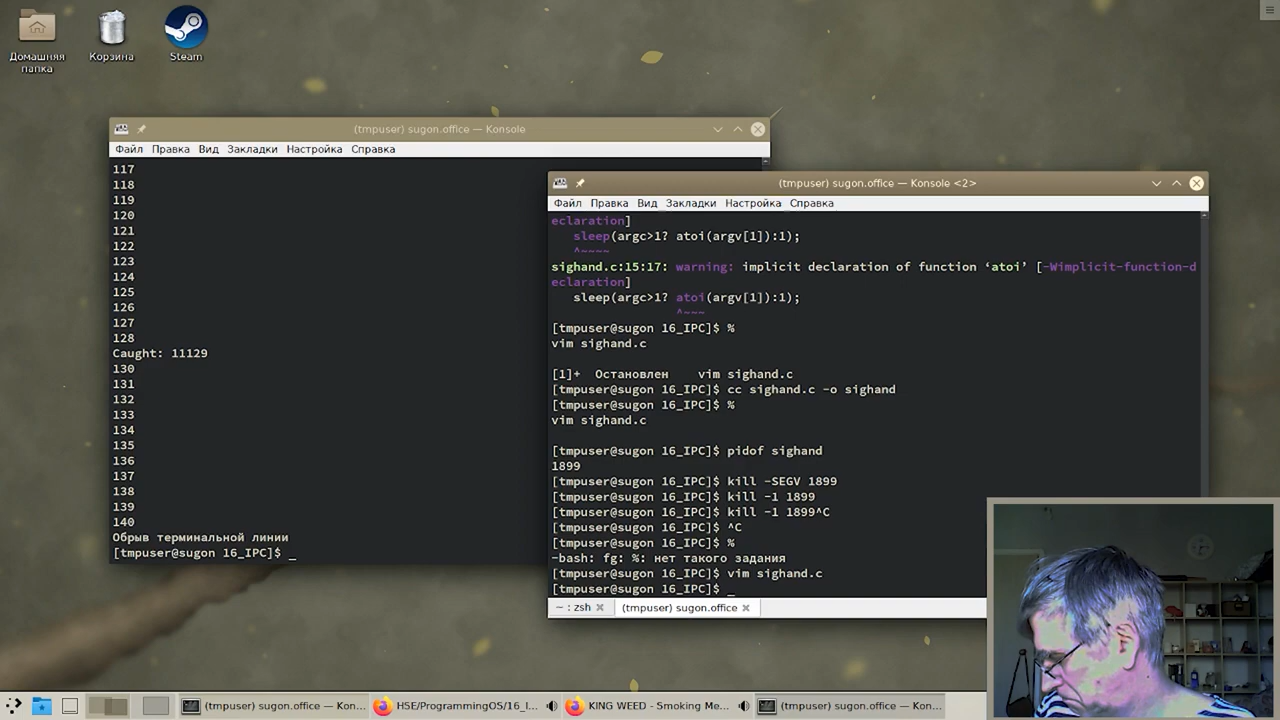 Домашняя
папка
Корзина
Steam
(tmpuser) sugon.office — Konsole
Файл Правка Вид Закладки Настройка Справка
117
118
119
120
121
122
123
124
125
126
127
128
Caught: 11129
130
131
132
133
134
135
136
137
138
139
140
Обрыв терминальной линии
[tmpuser@sugon 16_IPC]$ _
(tmpuser) sugon.office — Konsole <2>
Файл Правка Вид Закладки Настройка Справка
eclaration]
sleep(argc>1? atoi(argv[1]):1);
^~~~~
sighand.c:15:17: warning: implicit declaration of function ‘atoi’ [-Wimplicit-function-d
eclaration]
sleep(argc>1? atoi(argv[1]):1);
^~~~
[tmpuser@sugon 16_IPC]$ %
vim sighand.c
[1]+ Остановлен vim sighand.c
[tmpuser@sugon 16_IPC]$ cc sighand.c -o sighand
[tmpuser@sugon 16_IPC]$ %
vim sighand.c
[tmpuser@sugon 16_IPC]$ pidof sighand
1899
[tmpuser@sugon 16_IPC]$ kill -SEGV 1899
[tmpuser@sugon 16_IPC]$ kill -1 1899
[tmpuser@sugon 16_IPC]$ kill -1 1899^C
[tmpuser@sugon 16_IPC]$ ^C
[tmpuser@sugon 16_IPC]$ %
-bash: fg: %: нет такого задания
[tmpuser@sugon 16_IPC]$ vim sighand.c
[tmpuser@sugon 16_IPC]$ _
~ : zsh (tmpuser) sugon.office
(tmpuser) sugon.office — Kon... HSE/ProgrammingOS/16_I... KING WEED - Smoking Me... (tmpuser) sugon.office — Kon...